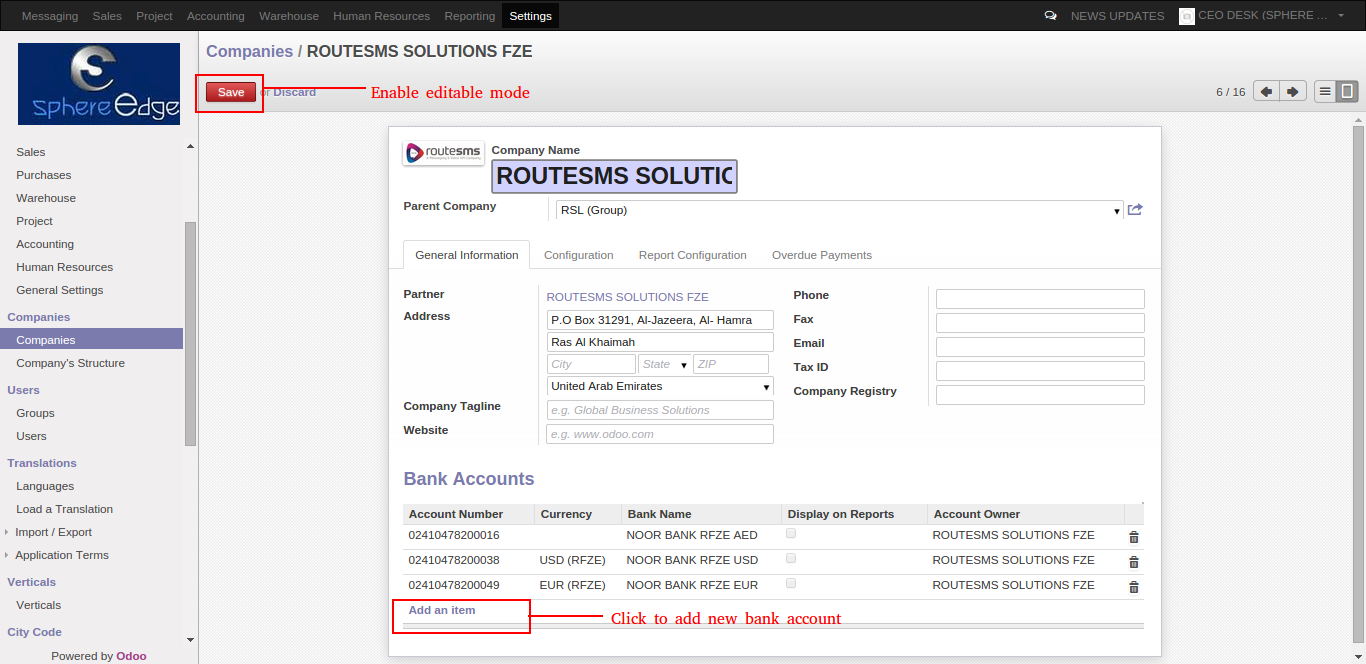 Messaging Sales Project Accounting Warehouse Human Resources Reporting Settings NEWS UPDATES CEO DESK (SPHERE ...
sphereEdge
Companies / ROUTESMS SOLUTIONS FZE
Save or Discard
Enable editable mode
6 / 16
Sales
Purchases
Warehouse
Project
Accounting
Human Resources
General Settings
Companies
Companies
Company's Structure
Users
Groups
Users
Translations
Languages
Load a Translation
Import / Export
Application Terms
Verticals
Verticals
City Code
Powered by Odoo
routesms
Company Name
ROUTESMS SOLUTIC
Parent Company RSL (Group)
General Information Configuration Report Configuration Overdue Payments
Partner ROUTESMS SOLUTIONS FZE
Address P.O Box 31291, Al-Jazeera, Al- Hamra
Ras Al Khaimah
City State ZIP
United Arab Emirates
Company Tagline e.g. Global Business Solutions
Website e.g. www.odoo.com
Phone
Fax
Email
Tax ID
Company Registry
Bank Accounts
Account Number Currency Bank Name Display on Reports Account Owner
02410478200016 NOOR BANK RFZE AED ROUTESMS SOLUTIONS FZE
02410478200038 USD (RFZE) NOOR BANK RFZE USD ROUTESMS SOLUTIONS FZE
02410478200049 EUR (RFZE) NOOR BANK RFZE EUR ROUTESMS SOLUTIONS FZE
Add an item
Click to add new bank account